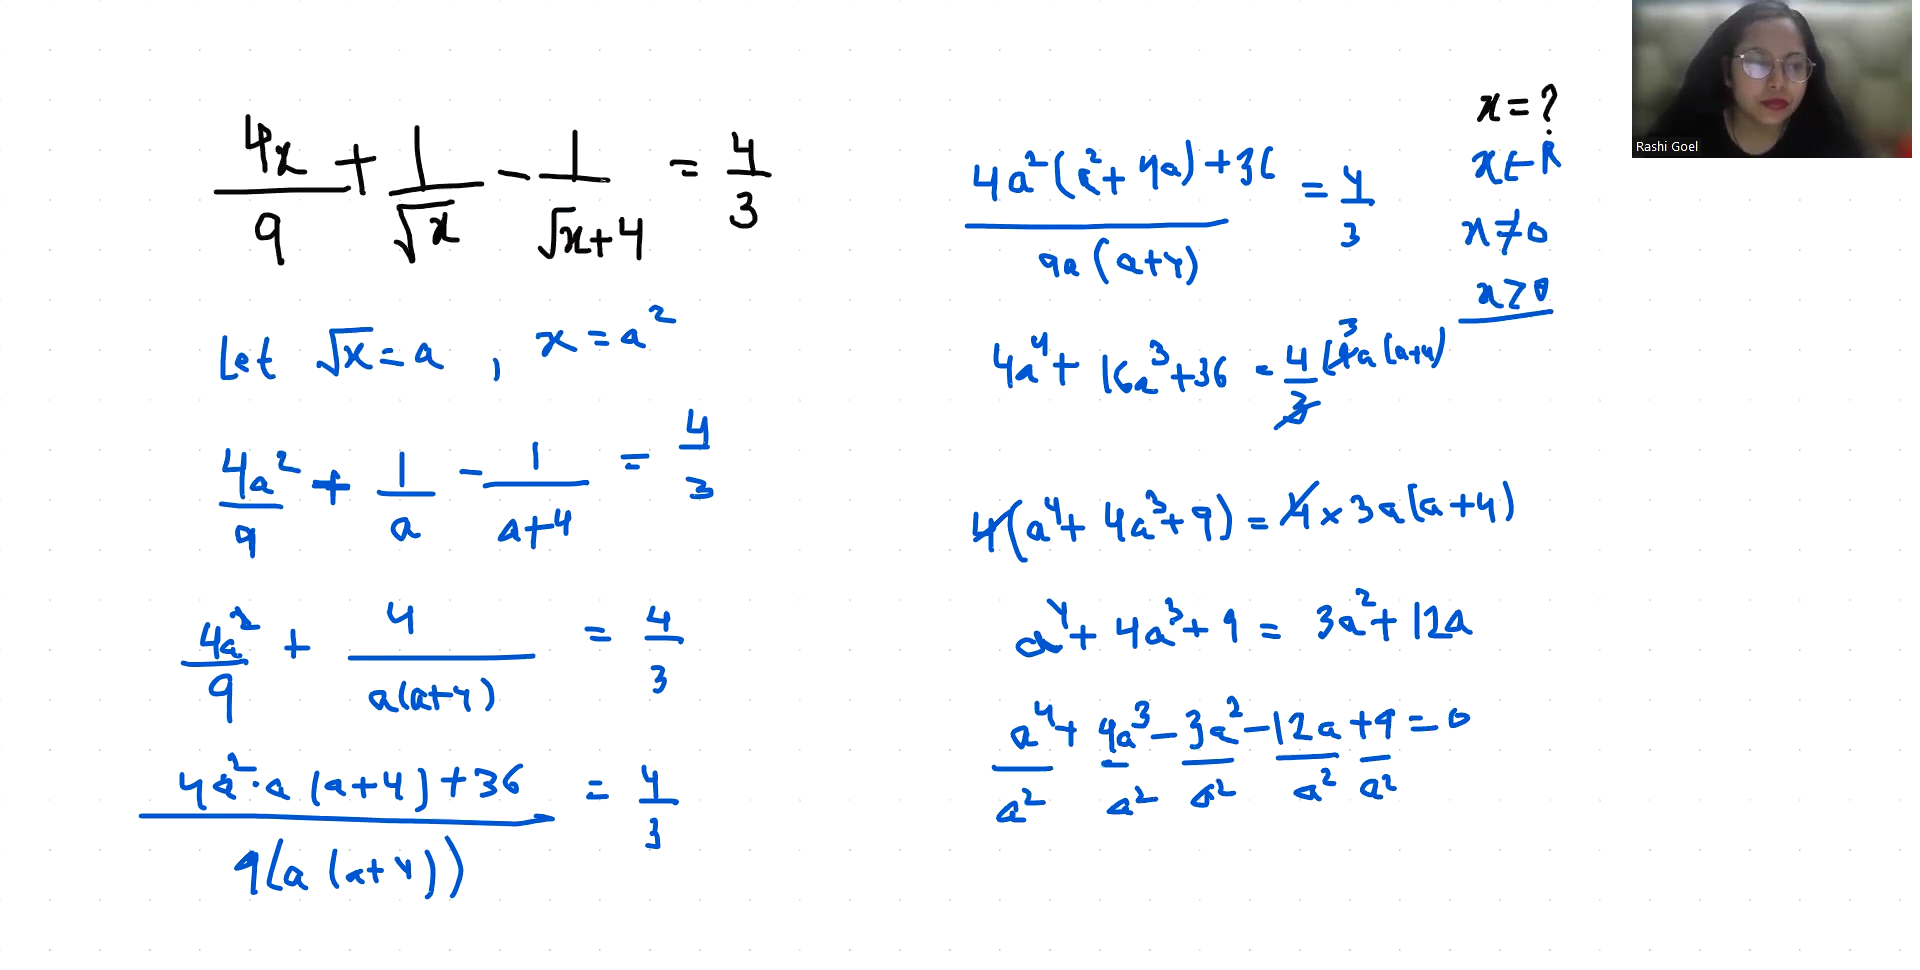 4x/9 + 1/√x - 1/(√x+4) = 4/3
Let √x = a , x = a²
4a²/9 + 1/a - 1/(a+4) = 4/3
4a²/9 + 4/(a(a+4)) = 4/3
(4a²·a(a+4)+36)/(9(a(a+4))) = 4/3
(4a²(a²+4a)+36)/(9a(a+4)) = 4/3
4a⁴ + 16a³ + 36 = 4/3 (9³a(a+4)
4(a⁴ + 4a³ + 9) = 4 × 3a(a+4)
a⁴ + 4a³ + 9 = 3a² + 12a
a⁴/a² + 4a³/a² - 3a²/a² - 12a/a² + 9/a² = 0
x = ?
x ∈ R
x ≠ 0
x > 0
Rashi Goel